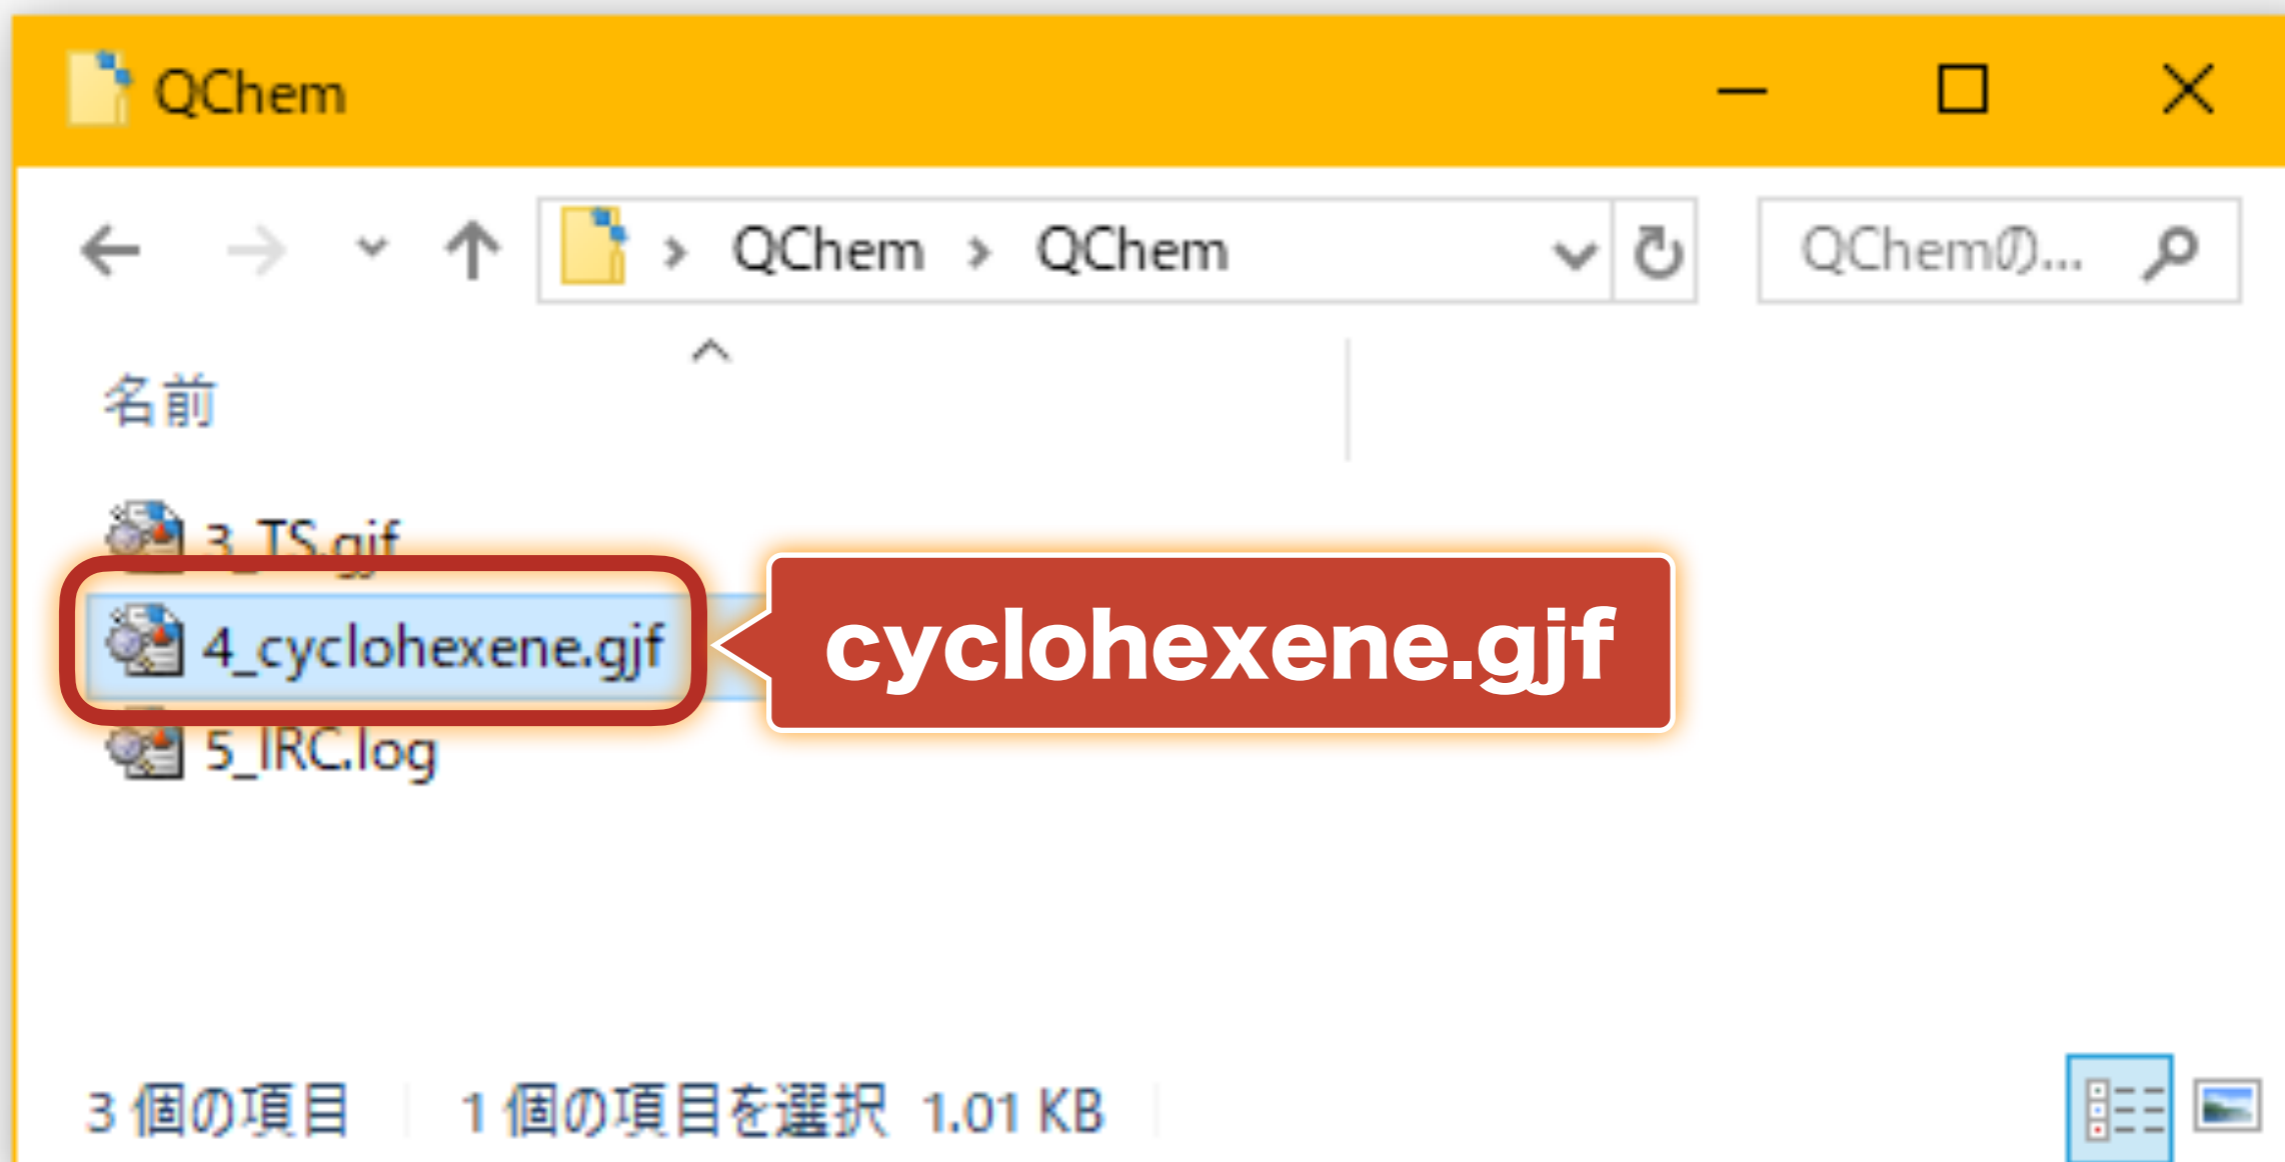 QChem
QChem QChem
QChemの...
名前
3_TS.gjf
4_cyclohexene.gjf
cyclohexene.gjf
5_IRC.log
3 個の項目
1 個の項目を選択 1.01 KB